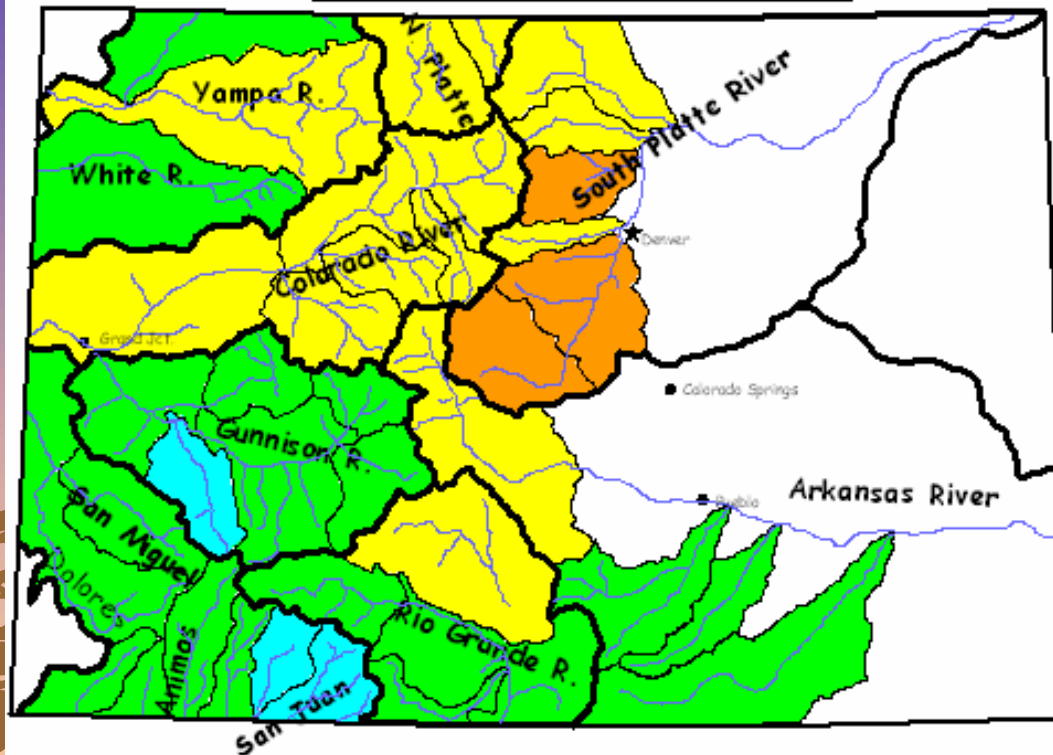 N. Platte
Yampa R.
South Platte River
White R.
Denver
Colorado River
Grand Jct.
Colorado Springs
Gunnison R.
Arkansas River
Pueblo
San Mguel
Dolores
Rio Grande R.
Animas
San Juan